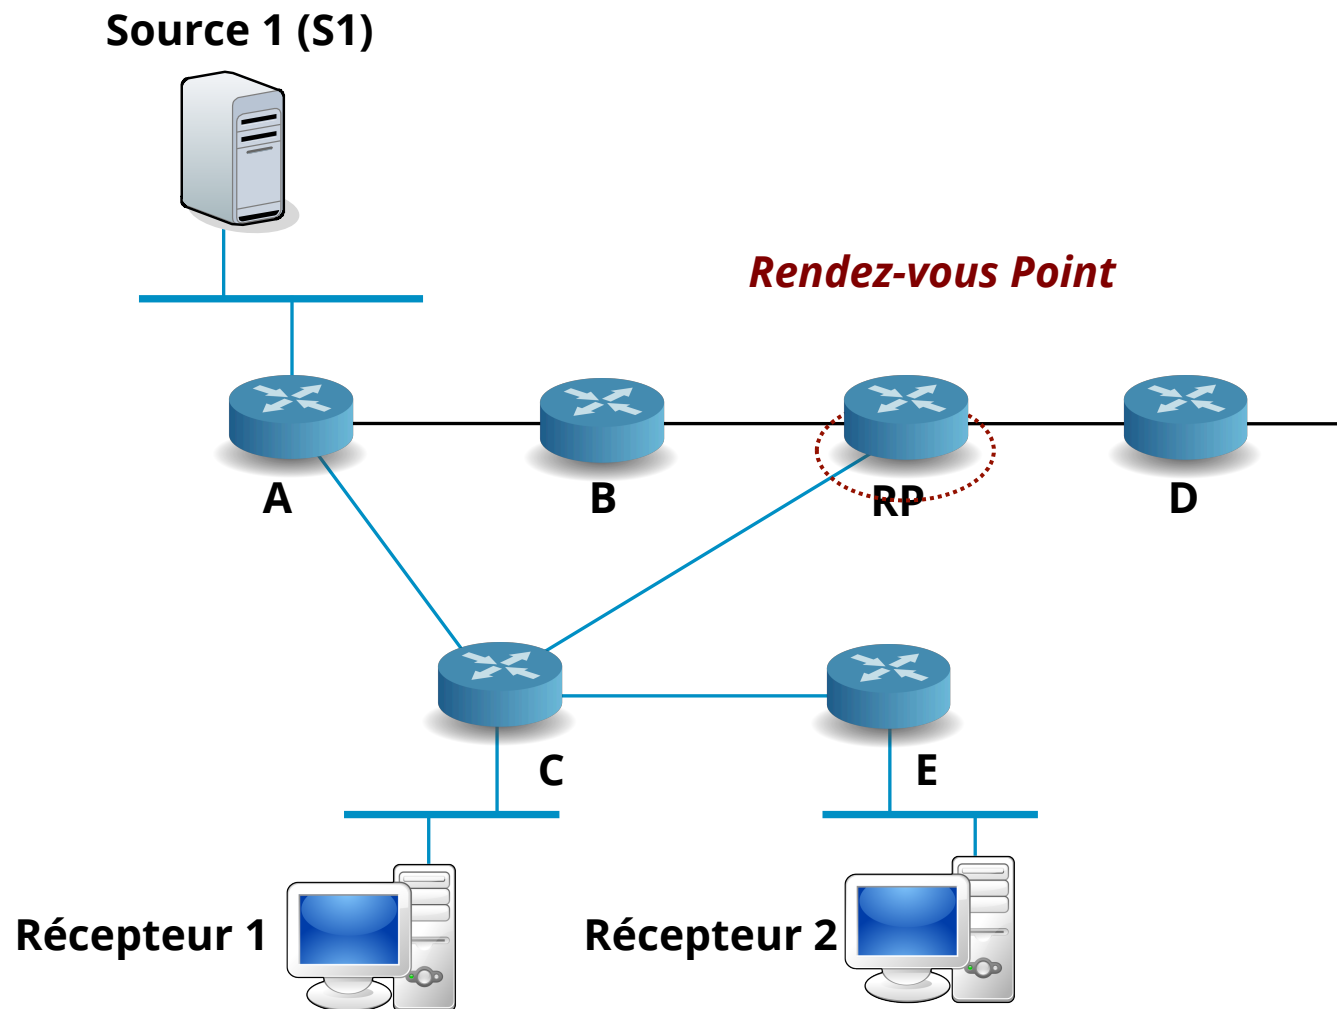 Source 1 (S1)
Rendez-vous Point
A
B
RP
D
C
E
Récepteur 1
Récepteur 2